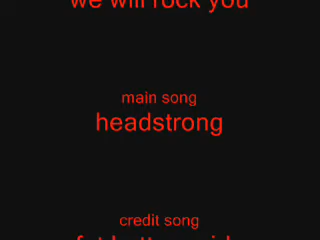 we will rock you
main song
headstrong
credit song